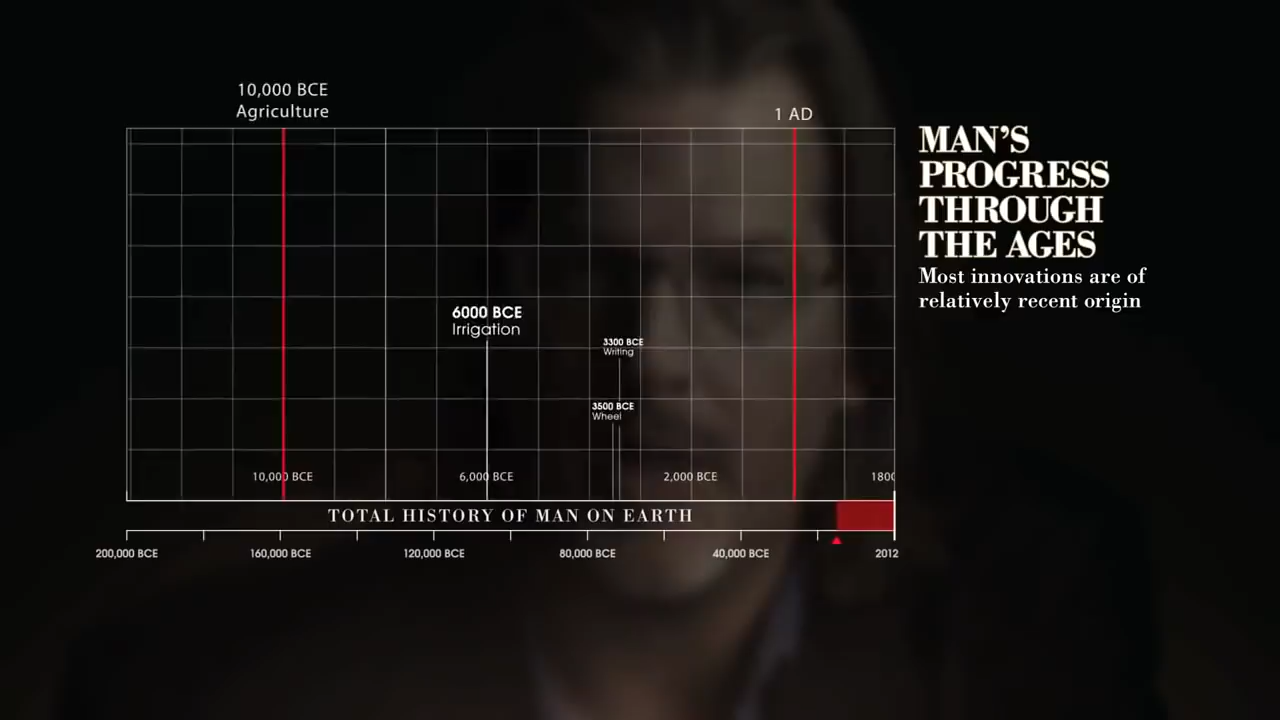 10,000 BCE
Agriculture
1 AD
MAN'S
PROGRESS
THROUGH
THE AGES
Most innovations are of
relatively recent origin
6000 BCE
Irrigation
3300 BCE
Writing
3500 BCE
Wheel
10,000 BCE
6,000 BCE
2,000 BCE
1800
TOTAL HISTORY OF MAN ON EARTH
200,000 BCE
160,000 BCE
120,000 BCE
80,000 BCE
40,000 BCE
2012